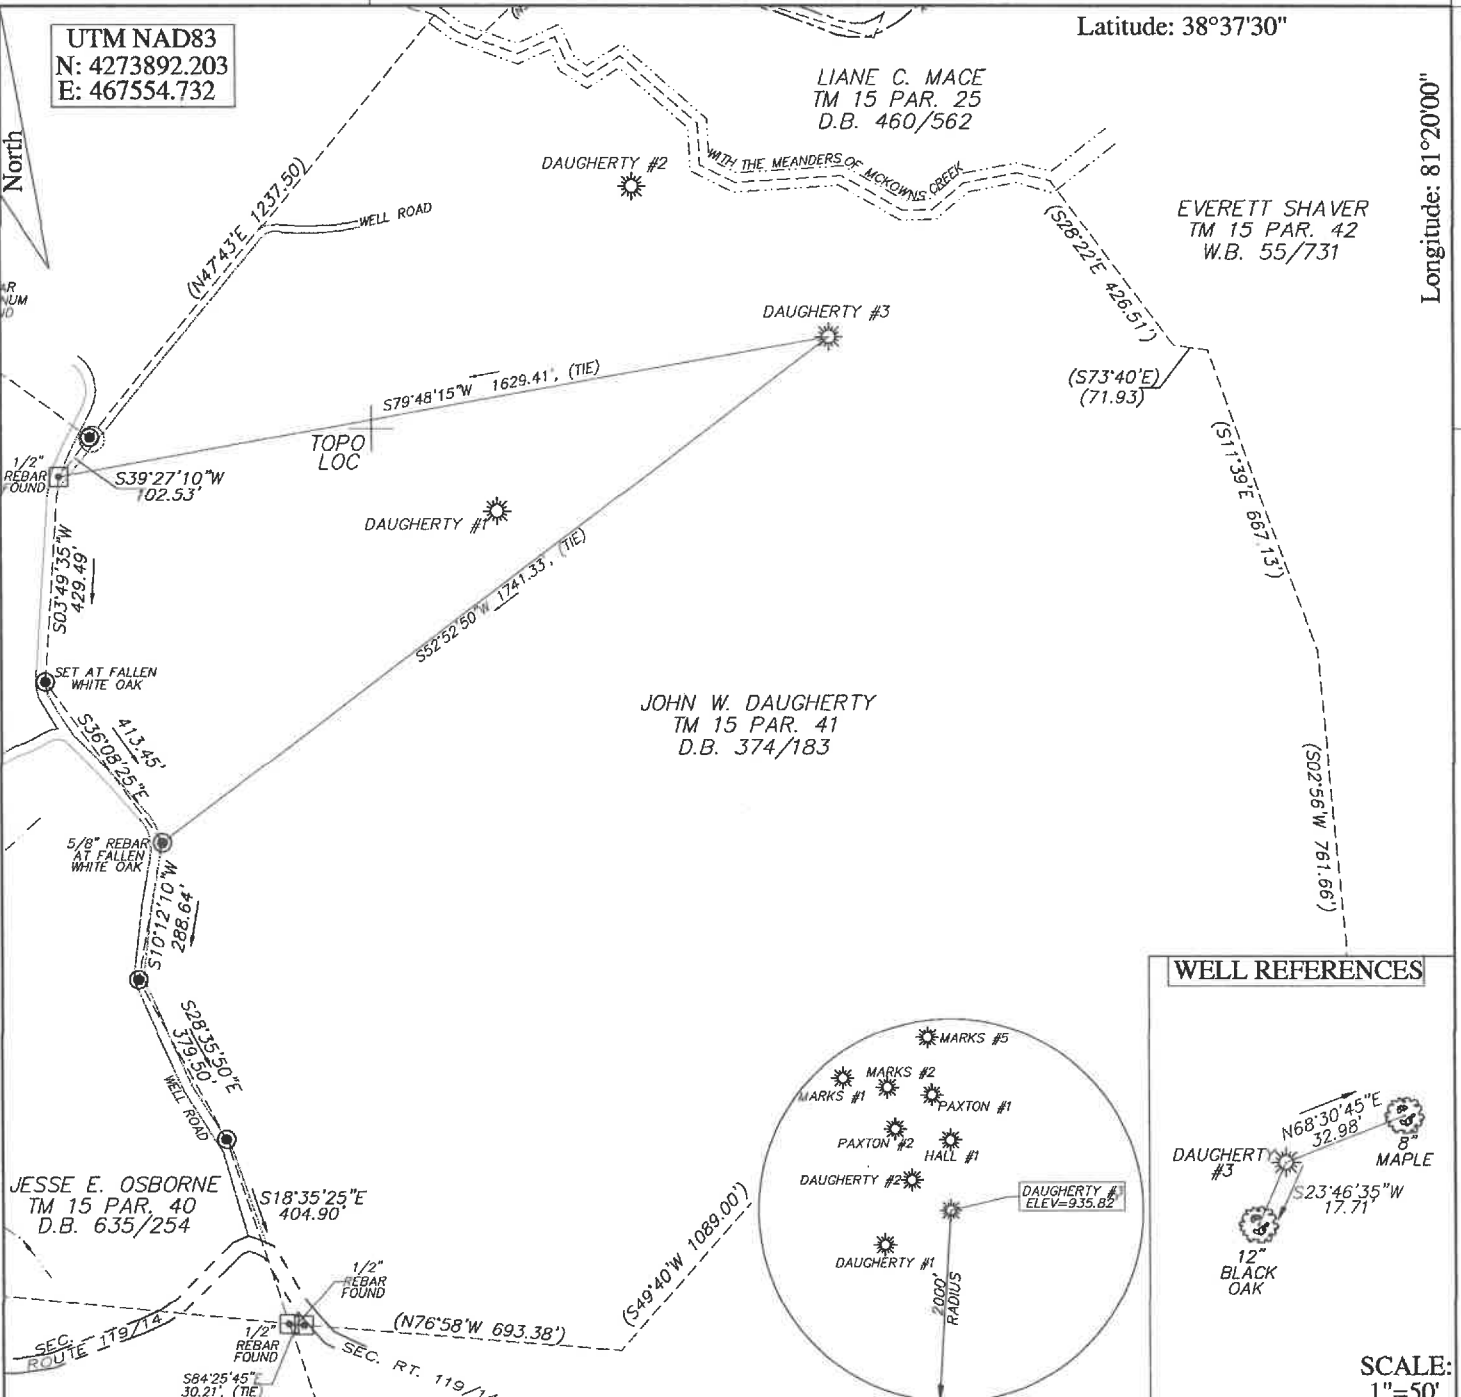 UTM NAD83
N: 4273892.203
E: 467554.732
Latitude: 38°37'30"
Longitude: 81°20'00"
North
LIANE C. MACE
TM 15 PAR. 25
D.B. 460/562
WITH THE MEANDERS OF MCKOWNS CREEK
EVERETT SHAVER
TM 15 PAR. 42
W.B. 55/731
DAUGHERTY #2
(N47°43'E 1237.50)
WELL ROAD
(S28°22'E 426.51')
DAUGHERTY #3
(S73°40'E)
(71.93)
S79°48'15"W 1629.41', (TIE)
TOPO
LOC
1/2"
REBAR
FOUND
S39°27'10"W
102.53'
DAUGHERTY #1
(S11°39'E 667.13')
S03°49'35"W
429.49'
S52°52'50"W 1741.33', (TIE)
SET AT FALLEN
WHITE OAK
S36°08'25"E
413.45'
JOHN W. DAUGHERTY
TM 15 PAR. 41
D.B. 374/183
(S02°56'W 761.66')
5/8" REBAR
AT FALLEN
WHITE OAK
S10°12'10"W
288.64'
S28°35'50"E
379.50'
WELL ROAD
JESSE E. OSBORNE
TM 15 PAR. 40
D.B. 635/254
S18°35'25"E
404.90'
1/2"
REBAR
FOUND
SEC.
ROUTE 119/14
1/2"
REBAR
FOUND
S84°25'45"E
30.21', (TIE)
(N76°58'W 693.38')
SEC. RT. 119/14
(S49°40'W 1089.00')
MARKS #5
MARKS #2
MARKS #1
PAXTON #1
PAXTON #2
HALL #1
DAUGHERTY #2
DAUGHERTY #3
ELEV=935.82
DAUGHERTY #1
2000'
RADIUS
WELL REFERENCES
N68°30'45"E
32.98'
DAUGHERTY
#3
8"
MAPLE
S23°46'35"W
17.71'
12"
BLACK
OAK
SCALE:
1"=50'